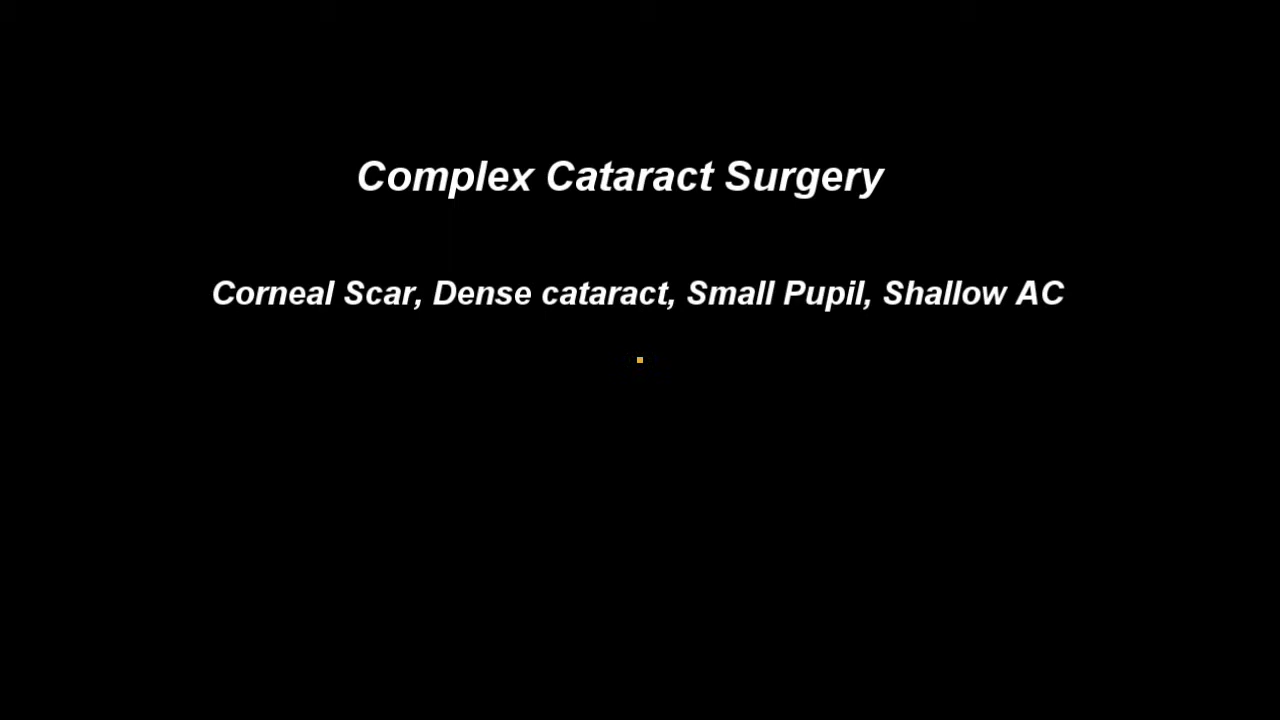 Complex Cataract Surgery
Corneal Scar, Dense cataract, Small Pupil, Shallow AC